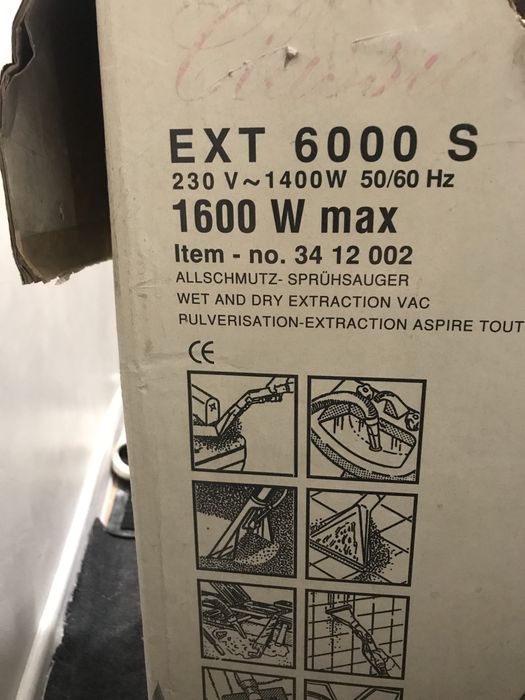 EXT 6000 S
230 V~1400W 50/60 Hz
1600 W max
Item - no. 34 12 002
ALLSCHMUTZ- SPRÜHSAUGER
WET AND DRY EXTRACTION VAC
PULVERISATION-EXTRACTION ASPIRE TOUT
CE